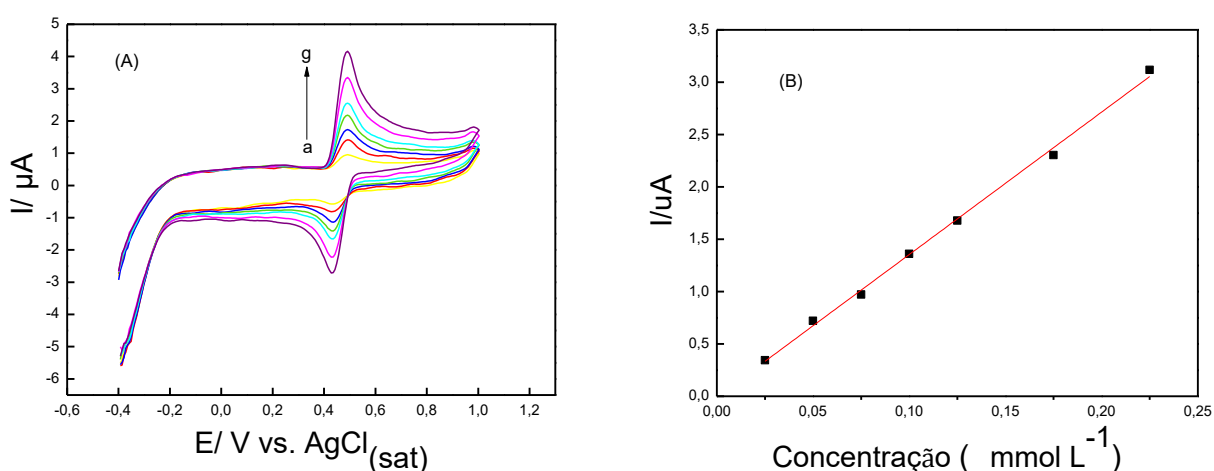 (A)
g
a
I/ µA
5
4
3
2
1
0
-1
-2
-3
-4
-5
-6
-0,6 -0,4 -0,2 0,0 0,2 0,4 0,6 0,8 1,0 1,2
E/ V vs. AgCl(sat)
(B)
I/uA
3,5
3,0
2,5
2,0
1,5
1,0
0,5
0,0
0,00 0,05 0,10 0,15 0,20 0,25
Concentração ( mmol L-1)